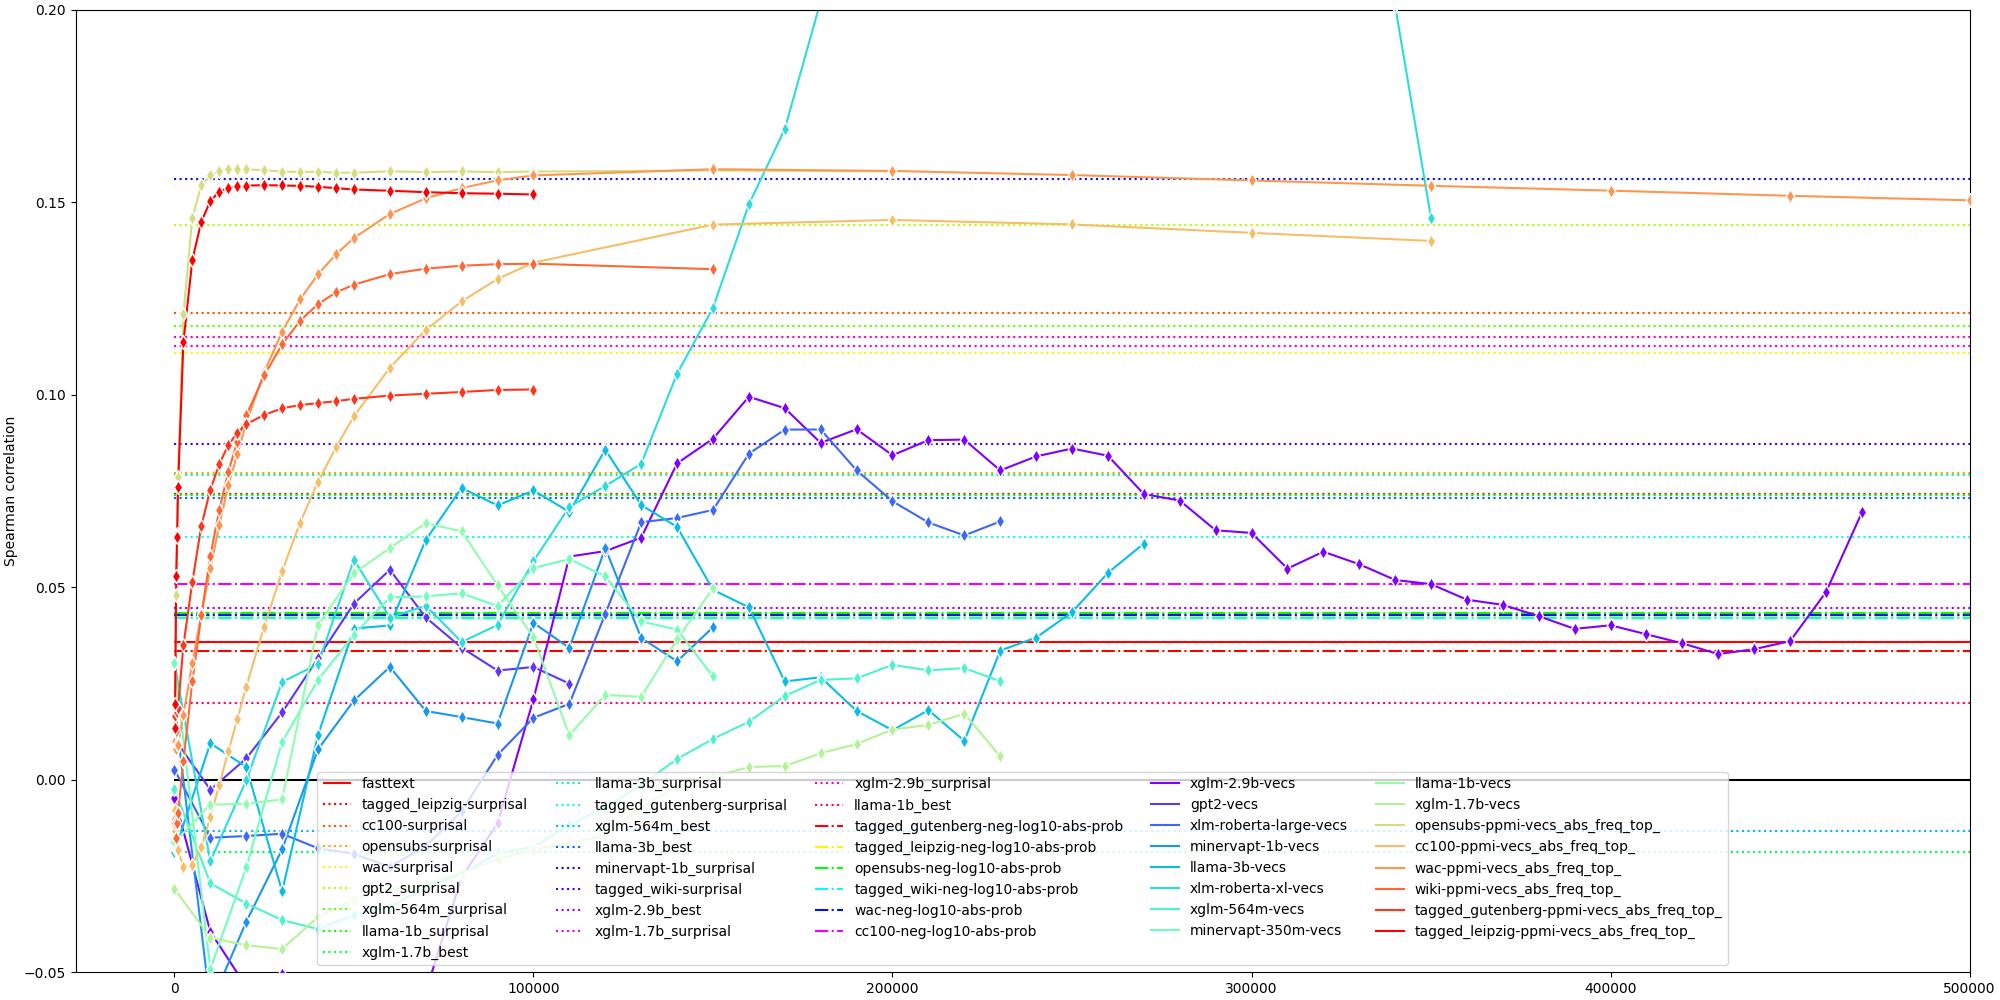 0.20
0.15
0.10
0.05
0.00
−0.05
Spearman correlation
fasttext
tagged_leipzig-surprisal
cc100-surprisal
opensubs-surprisal
wac-surprisal
gpt2_surprisal
xglm-564m_surprisal
llama-1b_surprisal
xglm-1.7b_best
llama-3b_surprisal
tagged_gutenberg-surprisal
xglm-564m_best
llama-3b_best
minervapt-1b_surprisal
tagged_wiki-surprisal
xglm-2.9b_best
xglm-1.7b_surprisal
xglm-2.9b_surprisal
llama-1b_best
tagged_gutenberg-neg-log10-abs-prob
tagged_leipzig-neg-log10-abs-prob
opensubs-neg-log10-abs-prob
tagged_wiki-neg-log10-abs-prob
wac-neg-log10-abs-prob
cc100-neg-log10-abs-prob
xglm-2.9b-vecs
gpt2-vecs
xlm-roberta-large-vecs
minervapt-1b-vecs
llama-3b-vecs
xlm-roberta-xl-vecs
xglm-564m-vecs
minervapt-350m-vecs
llama-1b-vecs
xglm-1.7b-vecs
opensubs-ppmi-vecs_abs_freq_top_
cc100-ppmi-vecs_abs_freq_top_
wac-ppmi-vecs_abs_freq_top_
wiki-ppmi-vecs_abs_freq_top_
tagged_gutenberg-ppmi-vecs_abs_freq_top_
tagged_leipzig-ppmi-vecs_abs_freq_top_
0
100000
200000
300000
400000
500000